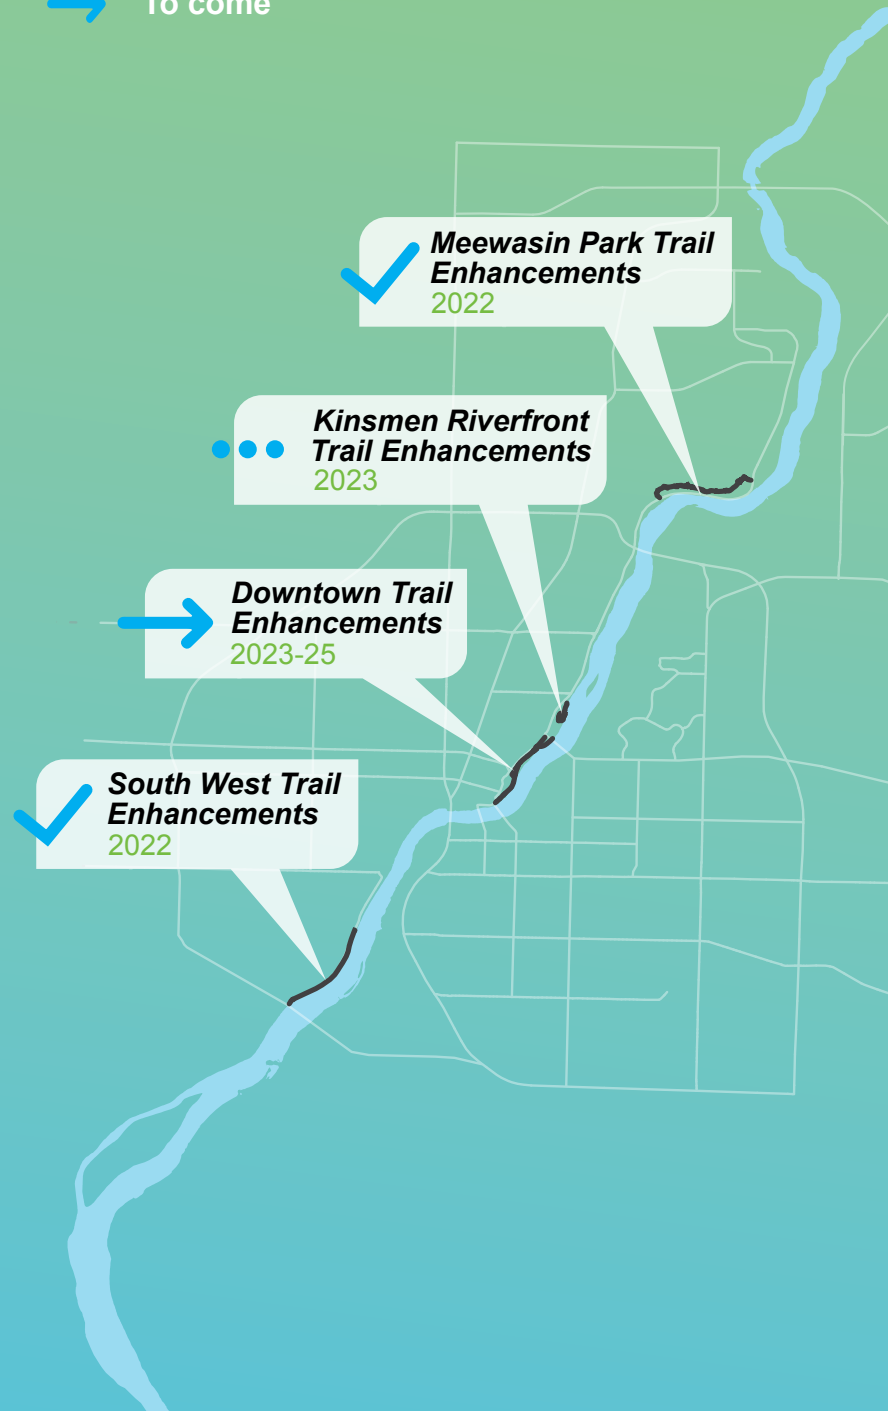 To come
Meewasin Park Trail
Enhancements
2022
Kinsmen Riverfront
Trail Enhancements
2023
Downtown Trail
Enhancements
2023-25
South West Trail
Enhancements
2022